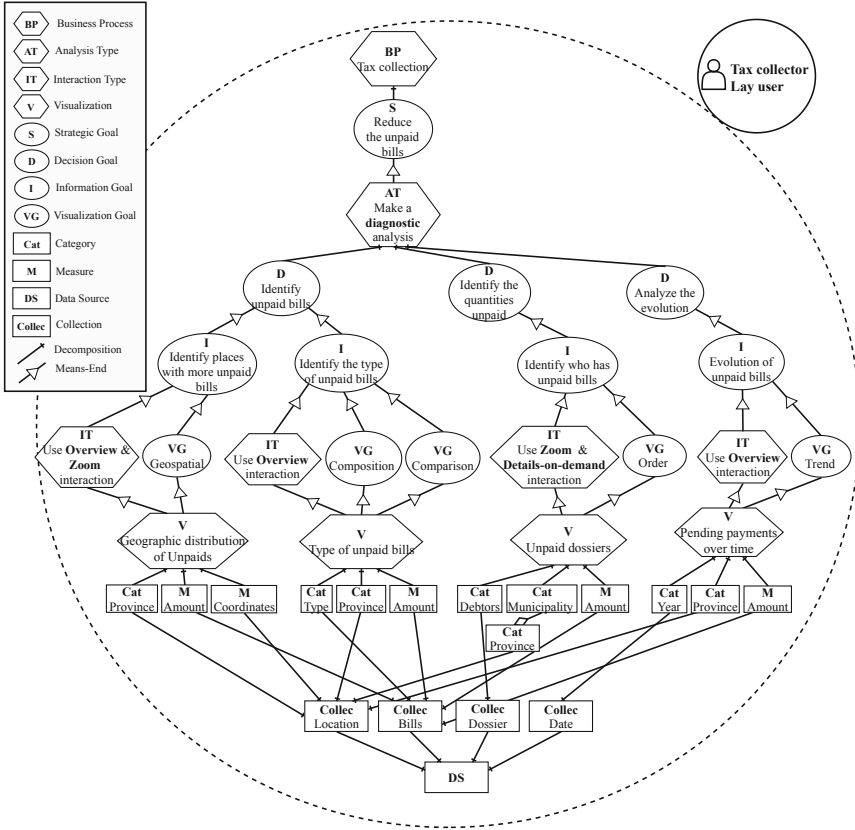 BP Business Process
AT Analysis Type
IT Interaction Type
V Visualization
S Strategic Goal
D Decision Goal
I Information Goal
VG Visualization Goal
Cat Category
M Measure
DS Data Source
Collec Collection
Decomposition
Means-End
Tax collector
Lay user
BP
Tax collection
S
Reduce
the unpaid
bills
AT
Make a
diagnostic
analysis
D
Identify
unpaid bills
D
Identify the
quantities
unpaid
D
Analyze the
evolution
I
Identify places
with more unpaid
bills
I
Identify the type
of unpaid bills
I
Identify who has
unpaid bills
I
Evolution of
unpaid bills
IT
Use Overview &
Zoom
interaction
VG
Geospatial
IT
Use Overview
interaction
VG
Composition
VG
Comparison
IT
Use Zoom &
Details-on-demand
interaction
VG
Order
IT
Use Overview
interaction
VG
Trend
V
Geographic distribution
of Unpaids
V
Type of unpaid bills
V
Unpaid dossiers
V
Pending payments
over time
Cat
Province
M
Amount
M
Coordinates
Cat
Type
Cat
Province
M
Amount
Cat
Debtors
Cat
Municipality
M
Amount
Cat
Year
Cat
Province
M
Amount
Cat
Province
Collec
Location
Collec
Bills
Collec
Dossier
Collec
Date
DS